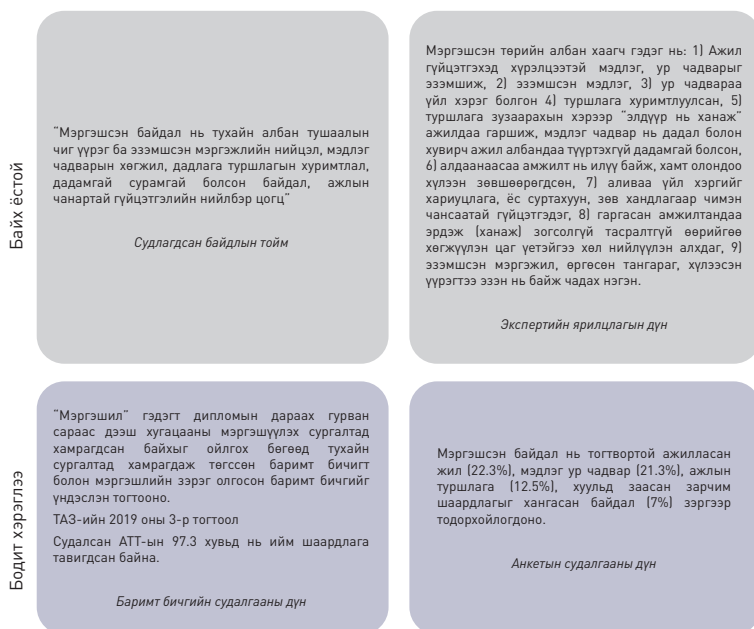 Байх ёстой
“Мэргэшсэн байдал нь тухайн албан тушаалын
чиг үүрэг ба эзэмшсэн мэргэжлийн нийцэл, мэдлэг
чадварын хөгжил, дадлага туршлагын хуримтлал,
дадамгай сурамгай болсон байдал, ажлын
чанартай гүйцэтгэлийн нийлбэр цогц”
Судлагдсан байдлын тойм
Мэргэшсэн төрийн албан хаагч гэдэг нь: 1) Ажил
гүйцэтгэхэд хүрэлцээтэй мэдлэг, ур чадварыг
эзэмшиж, 2) эзэмшсэн мэдлэг, 3) ур чадвараа
үйл хэрэг болгон 4) туршлага хуримтлуулсан, 5)
туршлага зузаарахын хэрээр “элдүүр нь ханаж”
ажилдаа гаршиж, мэдлэг чадвар нь дадал болон
хувирч ажил албандаа түүртэхгүй дадамгай болсон,
6) алдаанаасаа амжилт нь илүү байж, хамт олондоо
хүлээн зөвшөөрөгдсөн, 7) аливаа үйл хэргийг
хариуцлага, ёс суртахуун, зөв хандлагаар чимэн
чансаатай гүйцэтгэдэг, 8) гаргасан амжилтандаа
эрдэж (ханаж) зогсолгүй тасралтгүй өөрийгөө
хөгжүүлэн цаг үетэйгээ хөл нийлүүлэн алхдаг, 9)
эзэмшсэн мэргэжил, өргөсөн тангараг, хүлээсэн
үүрэгтээ эзэн нь байж чадах нэгэн.
Экспертийн ярилцлагын дүн
Бодит хэрэглээ
“Мэргэшил” гэдэгт дипломын дараах гурван
сараас дээш хугацааны мэргэшүүлэх сургалтад
хамрагдсан байхыг ойлгох бөгөөд тухайн
сургалтад хамрагдаж төгссөн баримт бичигт
болон мэргэшлийн зэрэг олгосон баримт бичгийг
үндэслэн тогтооно.
ТАЗ-ийн 2019 оны 3-р тогтоол
Судалсан АТТ-ын 97.3 хувьд нь ийм шаардлага
тавигдсан байна.
Баримт бичгийн судалгааны дүн
Мэргэшсэн байдал нь тогтвортой ажилласан
жил (22.3%), мэдлэг ур чадвар (21.3%), ажлын
туршлага (12.5%), хуульд заасан зарчим
шаардлагыг хангасан байдал (7%) зэргээр
тодорхойлогдоно.
Анкетын судалгааны дүн